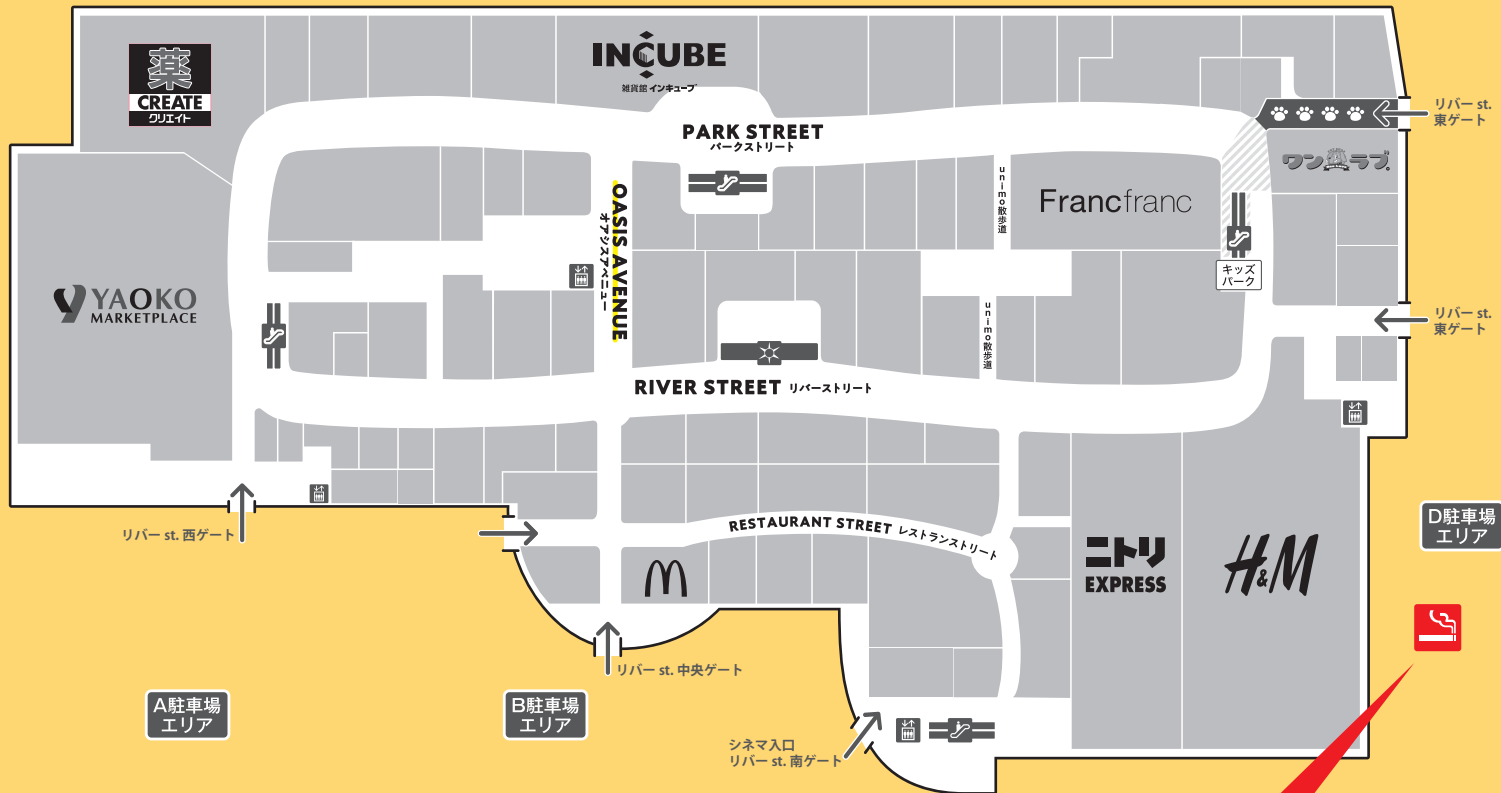 薬
CREATE
クリエイト
INCUBE
雑貨館 インキューブ
PARK STREET
パークストリート
リバー st.
東ゲート
ワンラブ
unimo散歩道
Francfranc
OASIS AVENUE
オアシスアベニュー
キッズ
パーク
YAOKO
MARKETPLACE
リバー st.
東ゲート
unimo散歩道
RIVER STREET リバーストリート
リバー st. 西ゲート
RESTAURANT STREET レストランストリート
D駐車場
エリア
ニトリ
EXPRESS
H&M
リバー st. 中央ゲート
A駐車場
エリア
B駐車場
エリア
シネマ入口
リバー st. 南ゲート